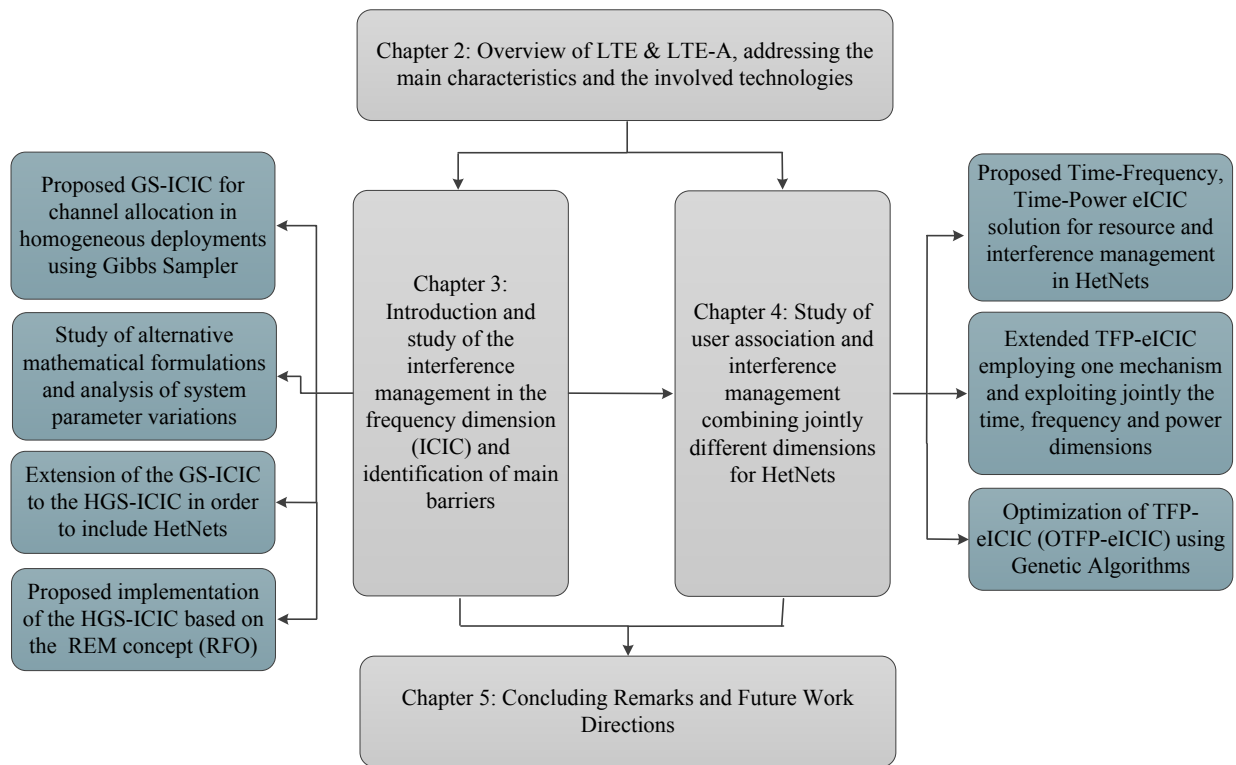 Chapter 2: Overview of LTE & LTE-A, addressing the
main characteristics and the involved technologies
Proposed GS-ICIC for
channel allocation in
homogeneous deployments
using Gibbs Sampler
Study of alternative
mathematical formulations
and analysis of system
parameter variations
Extension of the GS-ICIC
to the HGS-ICIC in order
to include HetNets
Proposed implementation
of the HGS-ICIC based on
the REM concept (RFO)
Chapter 3:
Introduction and
study of the
interference
management in the
frequency dimension
(ICIC) and
identification of main
barriers
Chapter 4: Study of
user association and
interference
management
combining jointly
different dimensions
for HetNets
Proposed Time-Frequency,
Time-Power eICIC
solution for resource and
interference management
in HetNets
Extended TFP-eICIC
employing one mechanism
and exploiting jointly the
time, frequency and power
dimensions
Optimization of TFP-
eICIC (OTFP-eICIC) using
Genetic Algorithms
Chapter 5: Concluding Remarks and Future Work
Directions